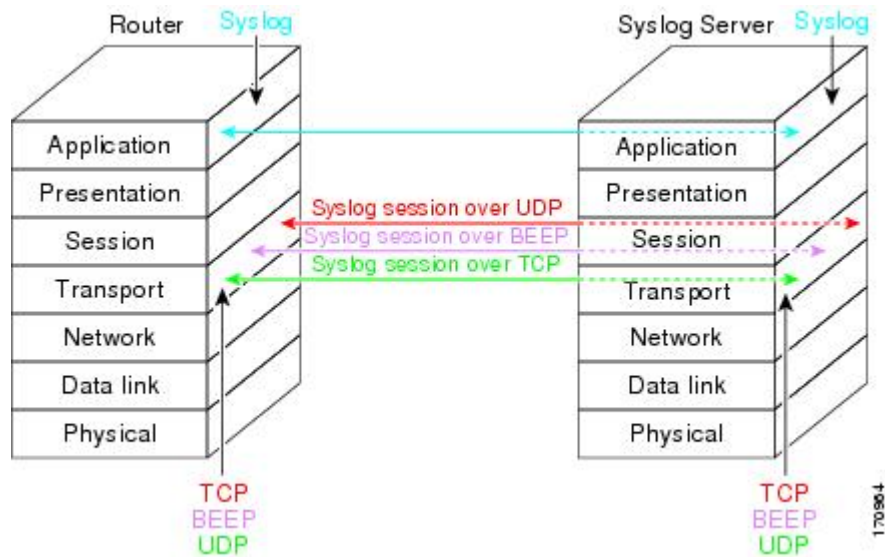 Router Syslog Syslog Server Syslog
Application Application
Presentation Presentation
Syslog session over UDP
Session Syslog session over BEEP Session
Syslog session over TCP
Transport Transport
Network Network
Data link Data link
Physical Physical
TCP TCP
BEEP BEEP
UDP UDP
170964